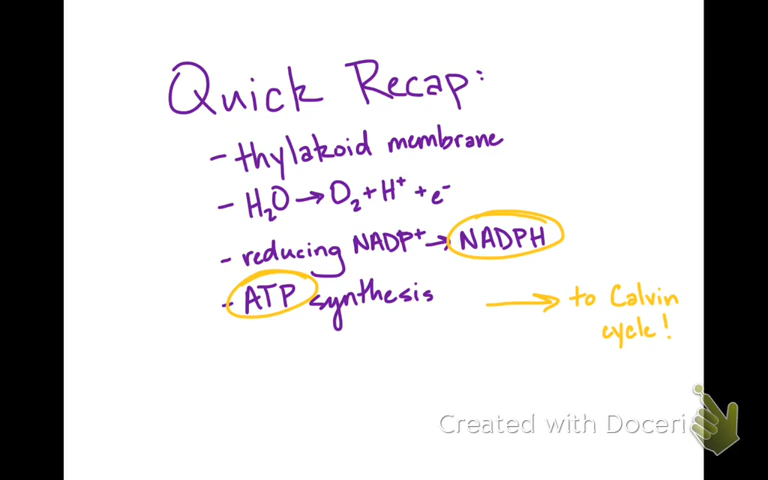 Quick Recap:
- thylakoid membrane
- H₂O → O₂ + H⁺ + e⁻
- reducing NADP⁺ → NADPH
- ATP synthesis → to Calvin
cycle!
Created with Doceri